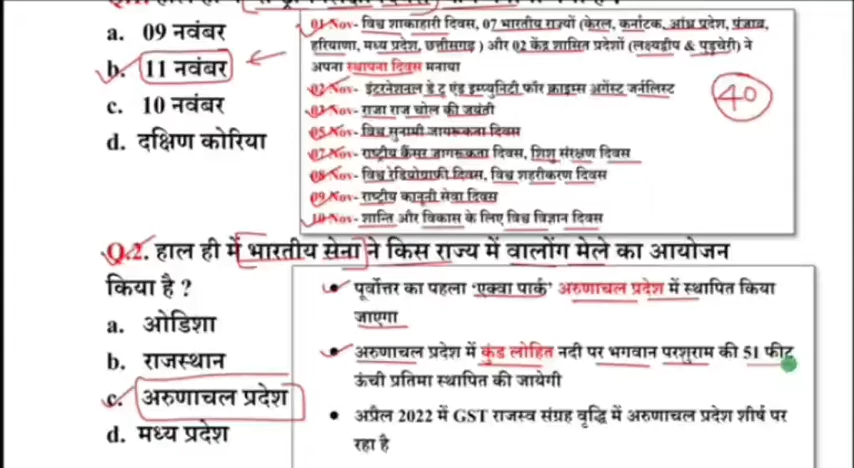 a. 09 नवंबर
b. 11 नवंबर
c. 10 नवंबर
d. दक्षिण कोरिया
01 Nov- विश्व शाकाहारी दिवस, 07 भारतीय राज्यों (केरल, कर्नाटक, आंध्र प्रदेश, पंजाब,
हरियाणा, मध्य प्रदेश, छत्तीसगढ़) और 02 केंद्र शासित प्रदेशों (लक्षद्वीप & पुडुचेरी) ने
अपना स्थापना दिवस मनाया
02 Nov- इंटरनेशनल डे टू एंड इम्प्युनिटी फॉर क्राइम्स अगेंस्ट जर्नलिस्ट
03 Nov- राजा राज चोल की जयंती
05 Nov- विश्व सुनामी जागरूकता दिवस
07 Nov- राष्ट्रीय कैंसर जागरूकता दिवस, शिशु संरक्षण दिवस
08 Nov- विश्व रेडियोग्राफी दिवस, विश्व शहरीकरण दिवस
09 Nov- राष्ट्रीय कानूनी सेवा दिवस
10 Nov- शान्ति और विकास के लिए विश्व विज्ञान दिवस
40
Q.2. हाल ही में भारतीय सेना ने किस राज्य में वालोंग मेले का आयोजन
किया है ?
a. ओडिशा
b. राजस्थान
c. अरुणाचल प्रदेश
d. मध्य प्रदेश
• पूर्वोत्तर का पहला 'एक्वा पार्क' अरुणाचल प्रदेश में स्थापित किया
जाएगा
• अरुणाचल प्रदेश में कुंड लोहित नदी पर भगवान परशुराम की 51 फीट
ऊंची प्रतिमा स्थापित की जायेगी
• अप्रैल 2022 में GST राजस्व संग्रह वृद्धि में अरुणाचल प्रदेश शीर्ष पर
रहा है